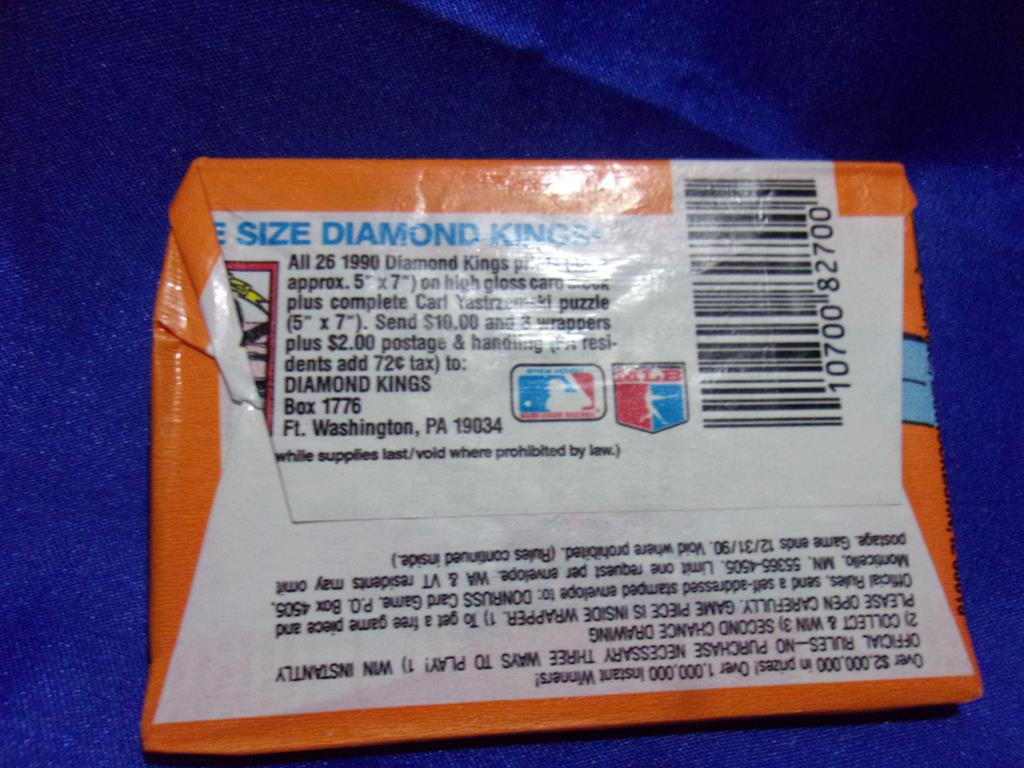 E SIZE DIAMOND KINGS
All 26 1990 Diamond Kings
approx. 5" x 7") on high gloss card
plus complete Carl Yastrzemski puzzle
(5" x 7"). Send $10.00 and 3 wrappers
plus $2.00 postage & handling (PA resi-
dents add 72¢ tax) to:
DIAMOND KINGS
Box 1776
Ft. Washington, PA 19034
while supplies last/void where prohibited by law.)
MLB
10700 82700
Over $2,000,000 in prizes! Over 1,000,000 Instant Winners!
OFFICIAL RULES—NO PURCHASE NECESSARY THREE WAYS TO PLAY! 1) WIN INSTANTLY
2) COLLECT & WIN 3) SECOND CHANCE DRAWING
PLEASE OPEN CAREFULLY. GAME PIECE IS INSIDE WRAPPER. 1) To get a free game piece and
Official Rules, send a self-addressed stamped envelope to: DONRUSS Card Game, P.O. Box 4505,
Monticello, MN. 55365-4505. Limit one request per envelope. WA & VT residents may omit
postage. Game ends 12/31/90. Void where prohibited. (Rules continued inside.)